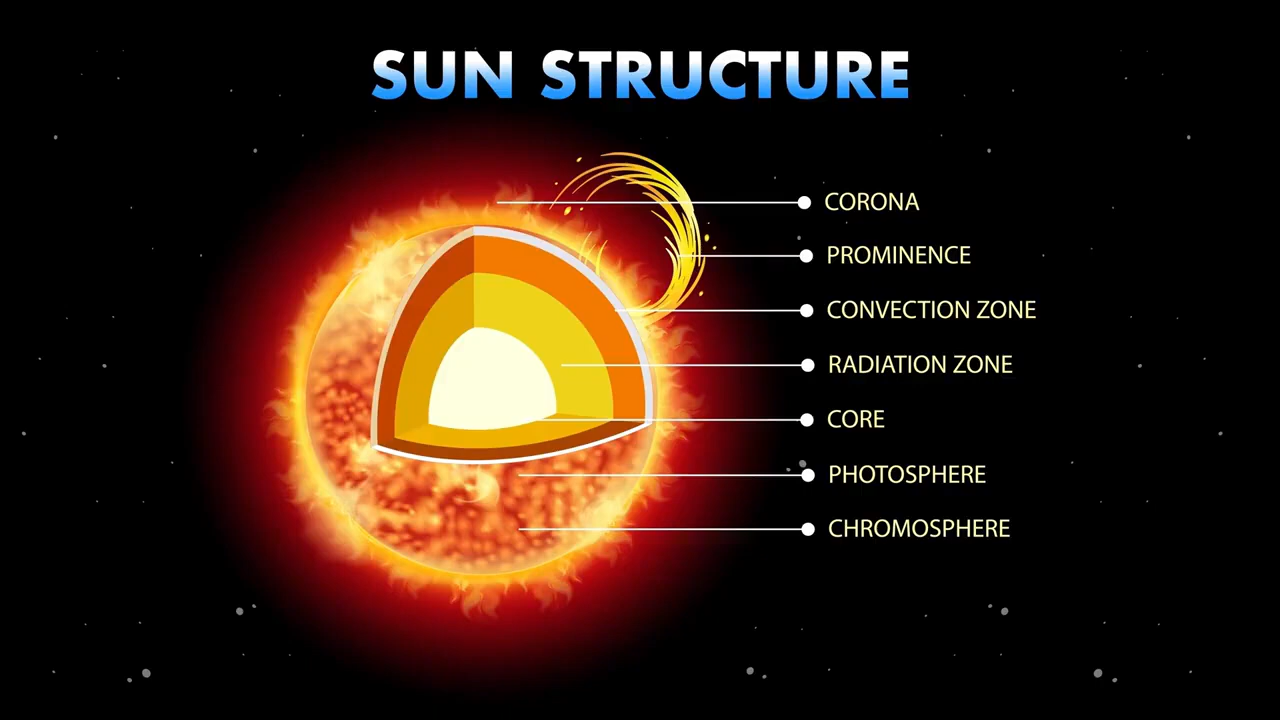 SUN STRUCTURE
CORONA
PROMINENCE
CONVECTION ZONE
RADIATION ZONE
CORE
PHOTOSPHERE
CHROMOSPHERE